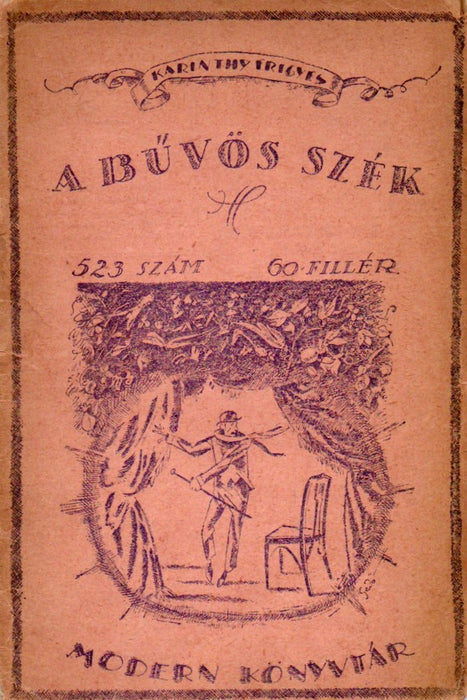 KARINTHY FRIGYES
A BŰVÖS SZÉK
523 SZÁM 60·FILLÉR
MODERN KÖNYVTÁR